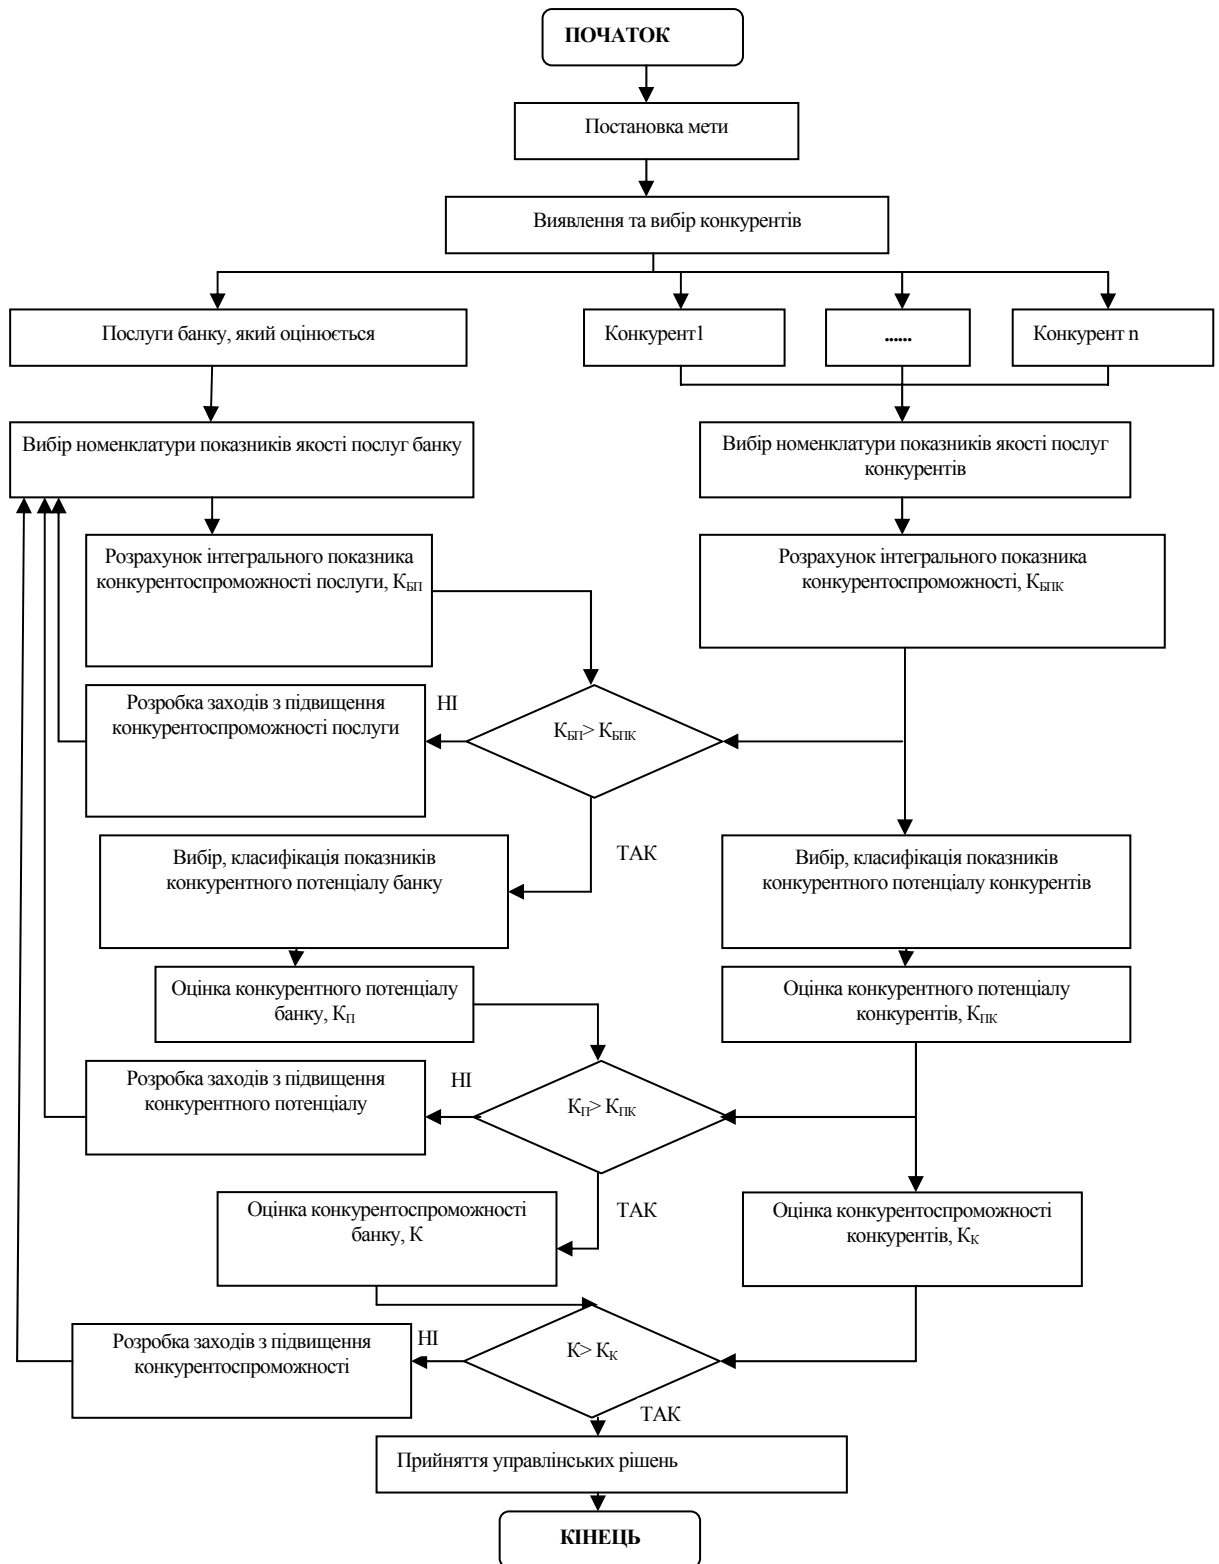 ПОЧАТОК
Постановка мети
Виявлення та вибір конкурентів
Послуги банку, який оцінюється
Конкурент1
......
Конкурент n
Вибір номенклатури показників якості послуг банку
Вибір номенклатури показників якості послуг
конкурентів
Розрахунок інтегрального показника
конкурентоспроможності послуги, КБП
Розрахунок інтегрального показника
конкурентоспроможності, КБПК
Розробка заходів з підвищення
конкурентоспроможності послуги
НІ
КБП> КБПК
ТАК
Вибір, класифікація показників
конкурентного потенціалу банку
Вибір, класифікація показників
конкурентного потенціалу конкурентів
Оцінка конкурентного потенціалу
банку, КП
Оцінка конкурентного потенціалу
конкурентів, КПК
Розробка заходів з підвищення
конкурентного потенціалу
НІ
КП> КПК
ТАК
Оцінка конкурентоспроможності
банку, К
Оцінка конкурентоспроможності
конкурентів, КК
Розробка заходів з підвищення
конкурентоспроможності
НІ
К> КК
ТАК
Прийняття управлінських рішень
КІНЕЦЬ